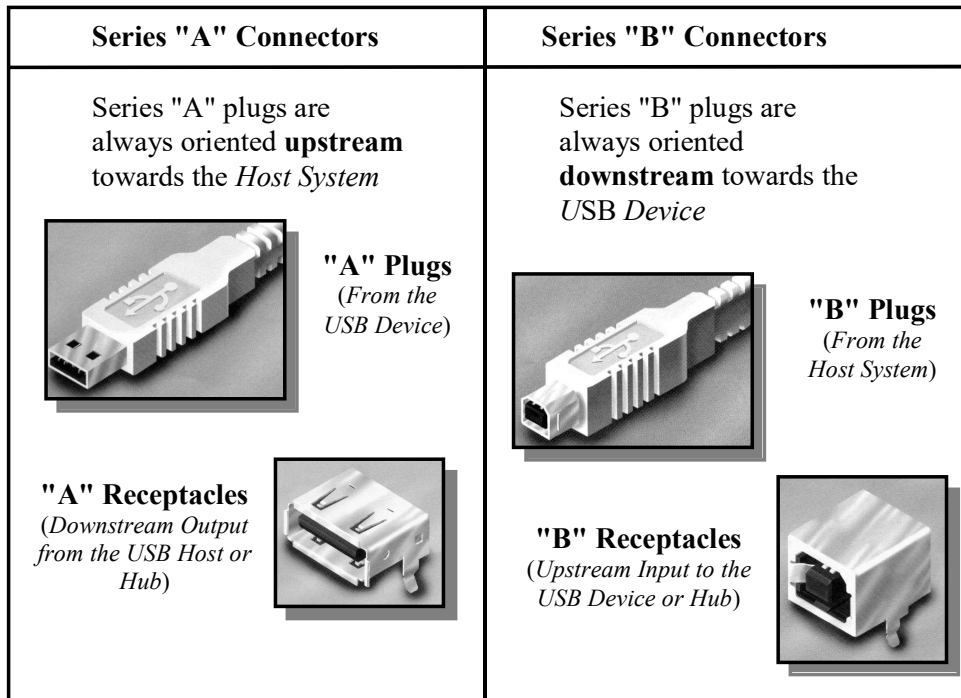 Series "A" Connectors
Series "B" Connectors
Series "A" plugs are
always oriented upstream
towards the Host System
"A" Plugs
(From the
USB Device)
"A" Receptacles
(Downstream Output
from the USB Host or
Hub)
Series "B" plugs are
always oriented
downstream towards the
USB Device
"B" Plugs
(From the
Host System)
"B" Receptacles
(Upstream Input to the
USB Device or Hub)